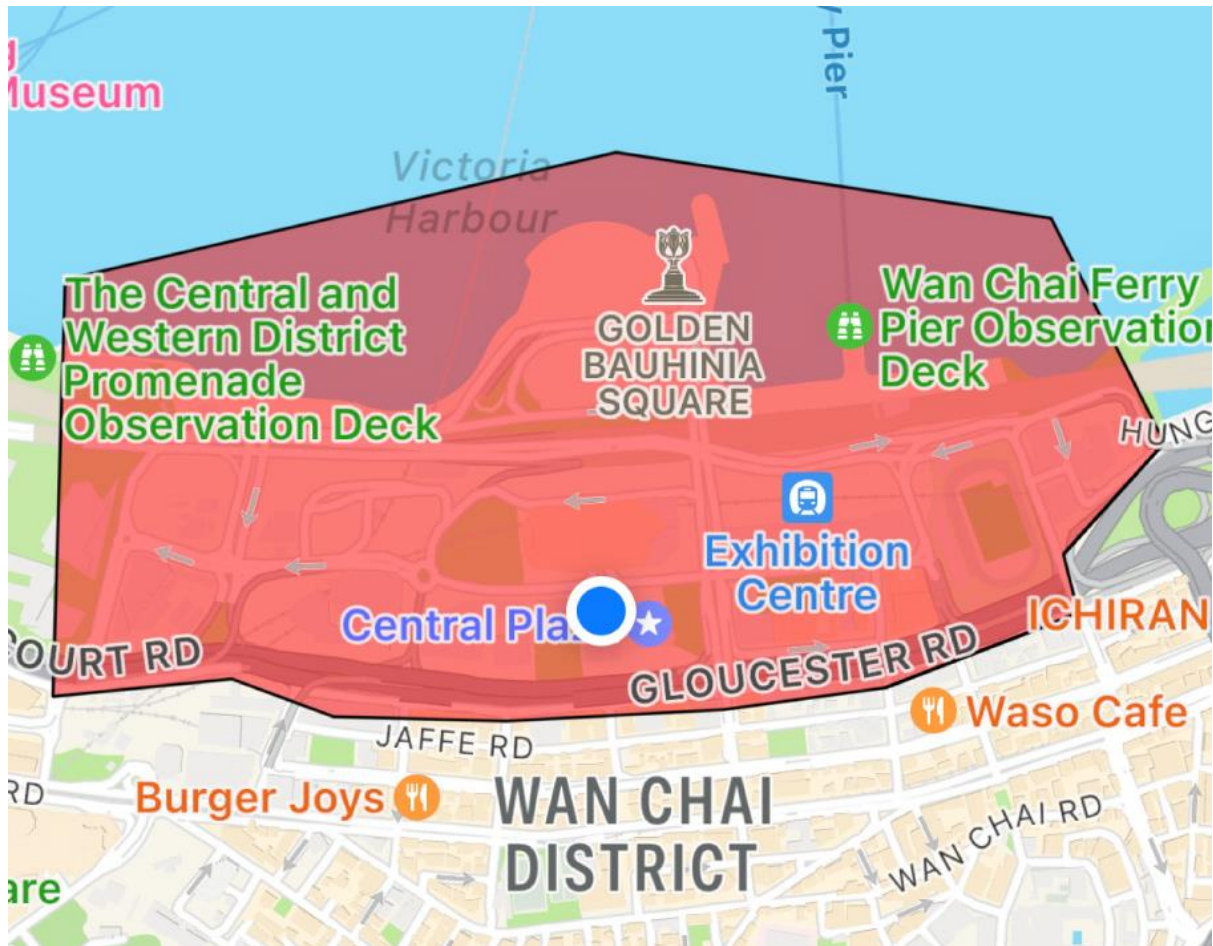 Museum
Pier
Victoria
Harbour
The Central and
Western District
Promenade
Observation Deck
GOLDEN
BAUHINIA
SQUARE
Wan Chai Ferry
Pier Observation
Deck
HUNG
Exhibition
Centre
Central Pla
COURT RD
GLOUCESTER RD
ICHIRAN
Waso Cafe
JAFFE RD
RD
Burger Joys
WAN CHAI
DISTRICT
WAN CHAI RD
are